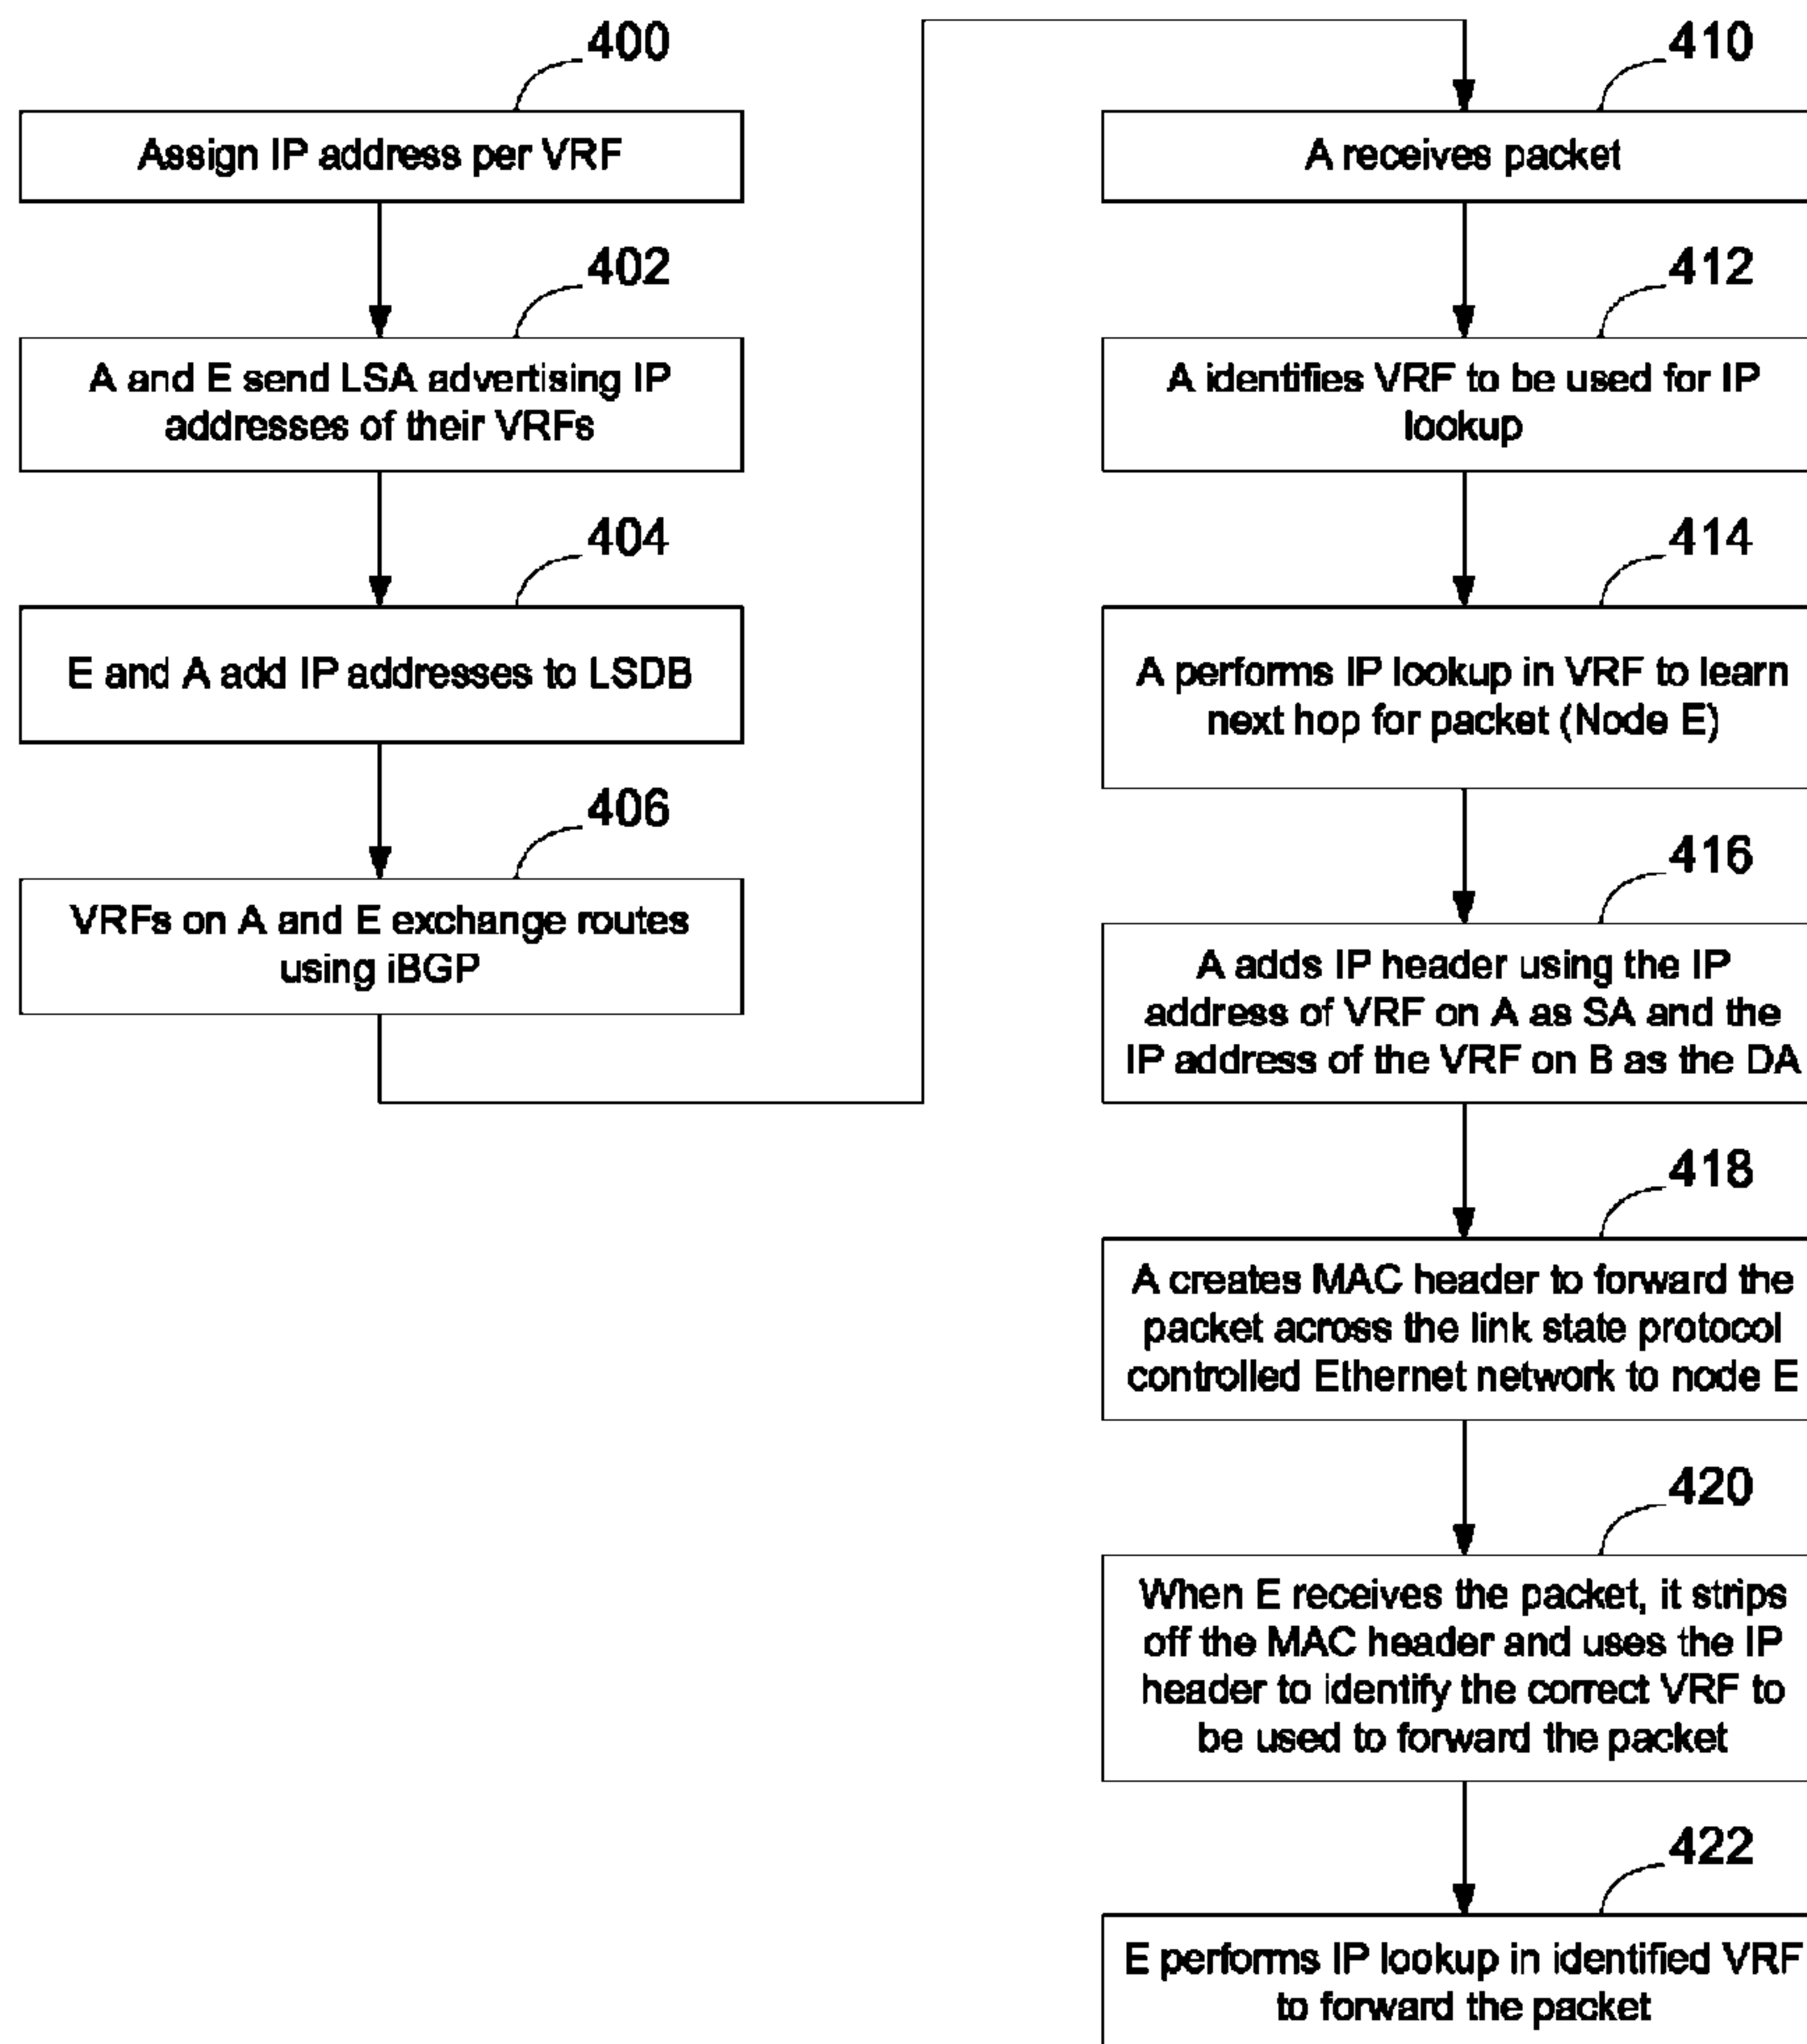 400
Assign IP address per VRF
402
A and E send LSA advertising IP
addresses of their VRFs
404
E and A add IP addresses to LSDB
406
VRFs on A and E exchange routes
using iBGP
410
A receives packet
412
A identifies VRF to be used for IP
lookup
414
A performs IP lookup in VRF to learn
next hop for packet (Node E)
416
A adds IP header using the IP
address of VRF on A as SA and the
IP address of the VRF on B as the DA
418
A creates MAC header to forward the
packet across the link state protocol
controlled Ethernet network to node E
420
When E receives the packet, it strips
off the MAC header and uses the IP
header to identify the correct VRF to
be used to forward the packet
422
E performs IP lookup in identified VRF
to forward the packet